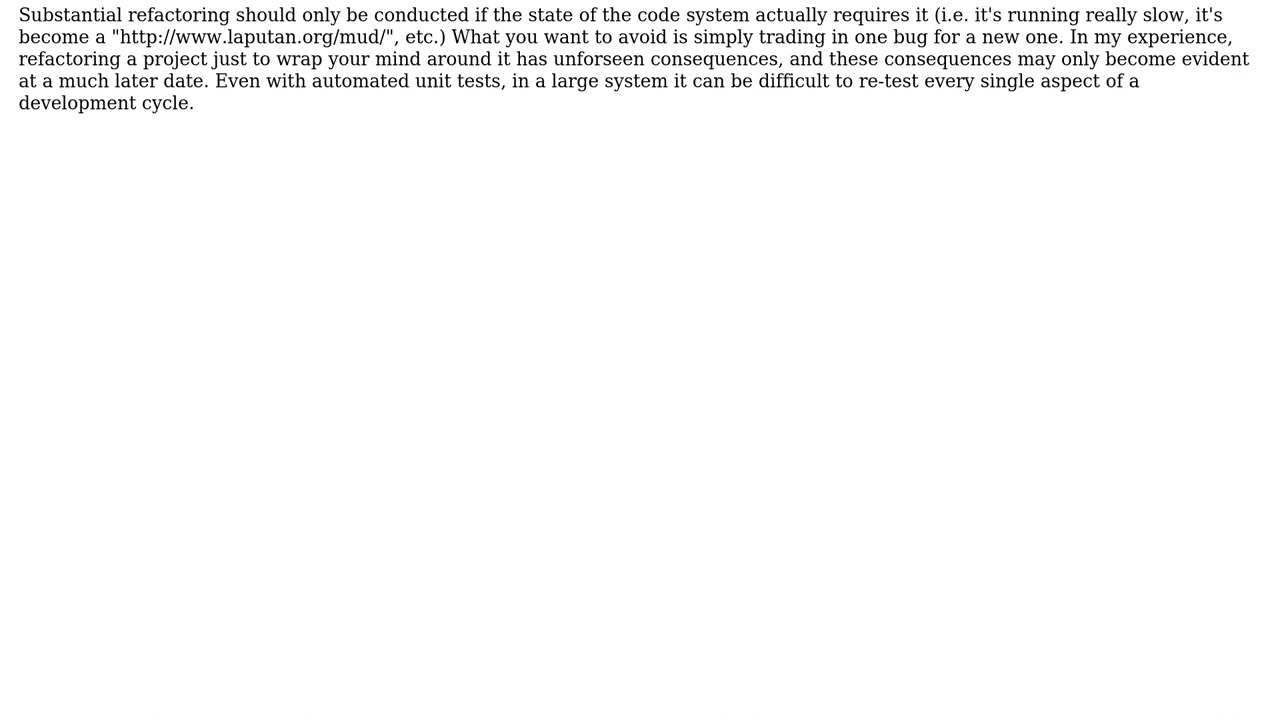 Substantial refactoring should only be conducted if the state of the code system actually requires it (i.e. it's running really slow, it's
become a "http://www.laputan.org/mud/", etc.) What you want to avoid is simply trading in one bug for a new one. In my experience,
refactoring a project just to wrap your mind around it has unforseen consequences, and these consequences may only become evident
at a much later date. Even with automated unit tests, in a large system it can be difficult to re-test every single aspect of a
development cycle.